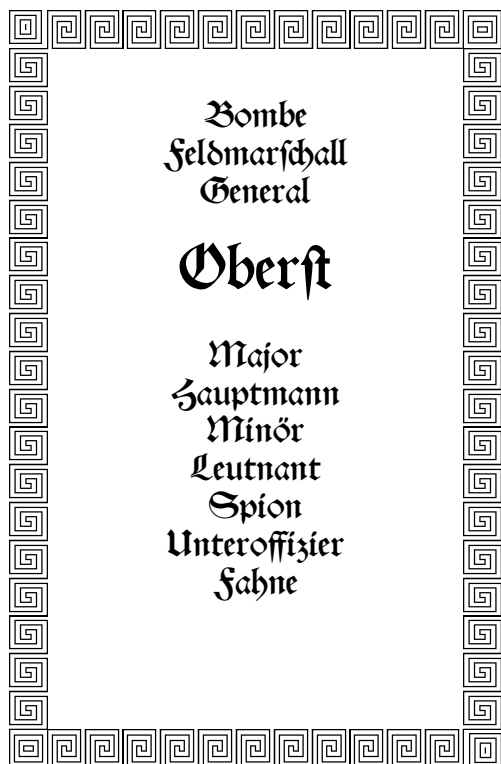 Bombe
Feldmarſchall
General
Oberſt
Major
Hauptmann
Minör
Leutnant
Spion
Unteroffizier
Fahne